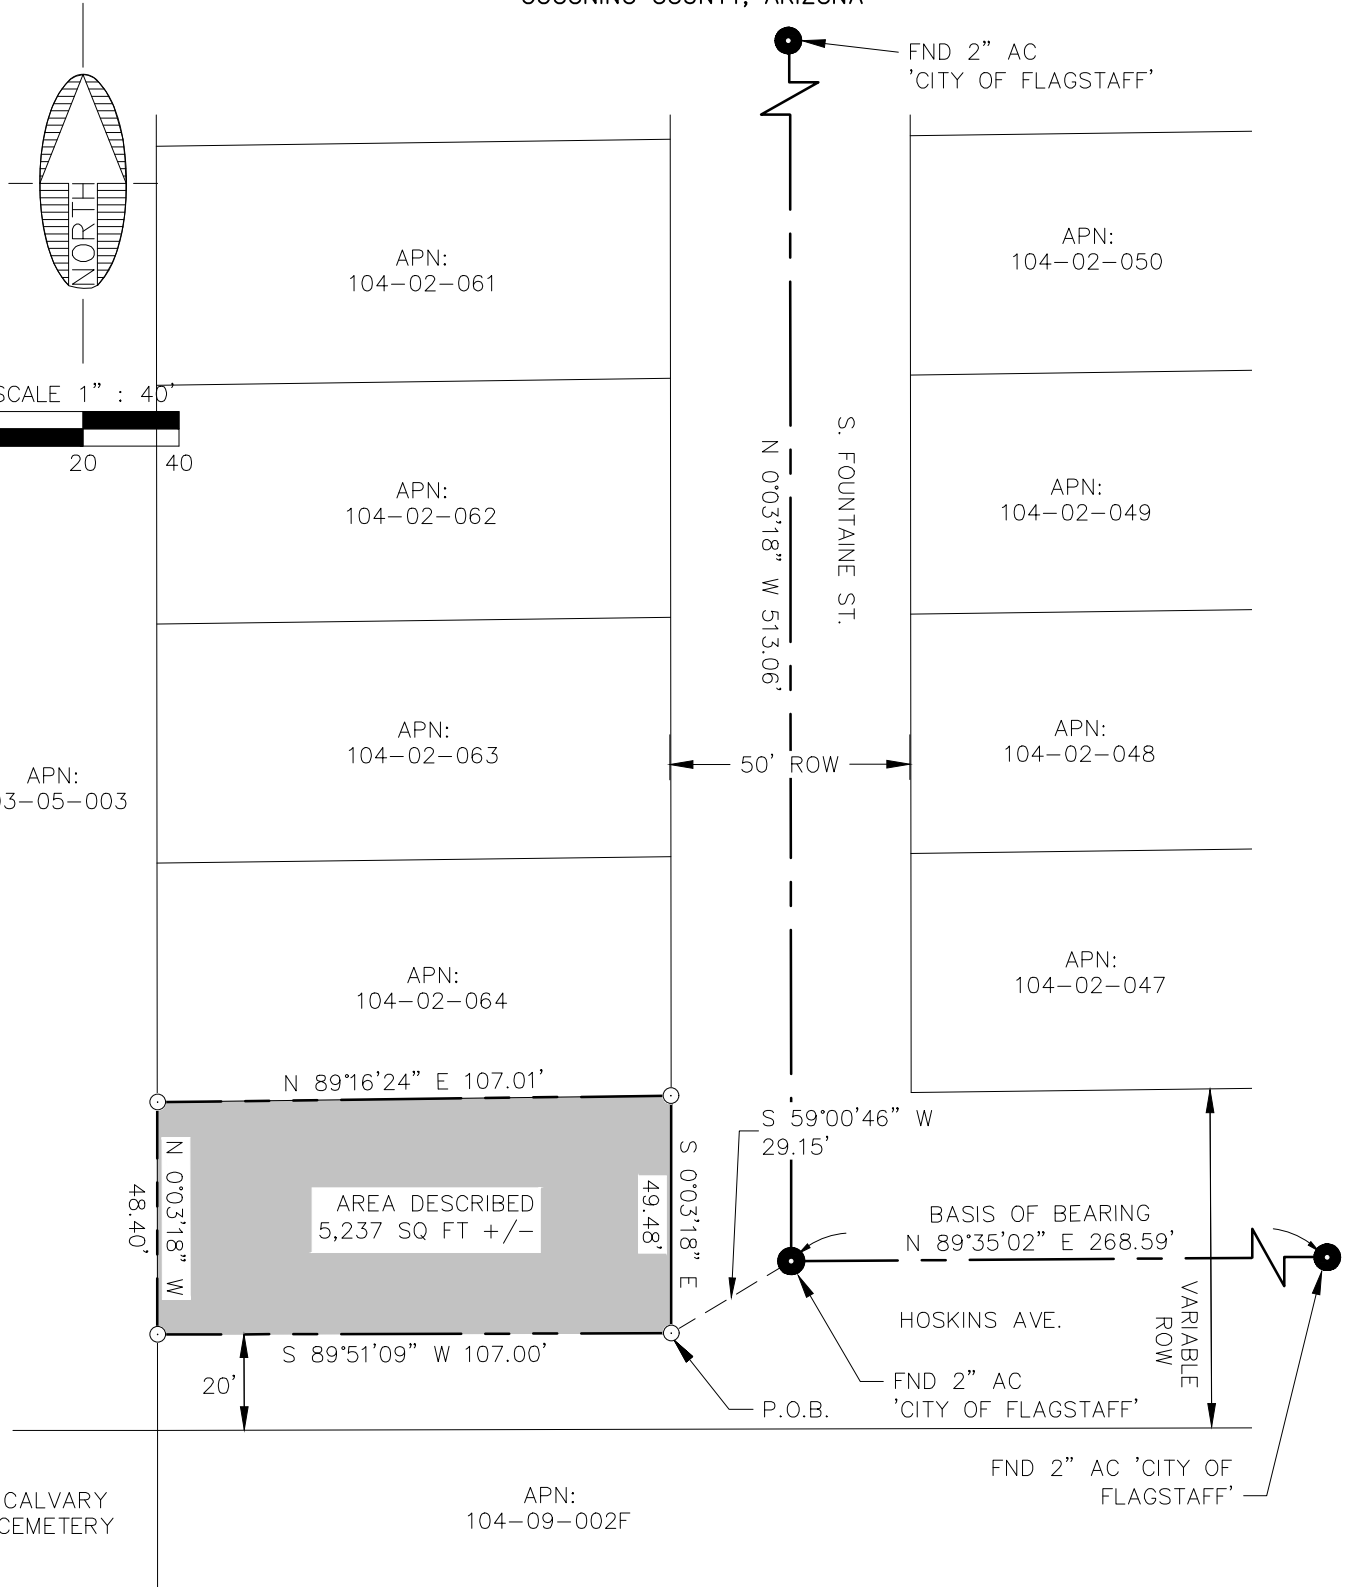 FND 2" AC
'CITY OF FLAGSTAFF'
NORTH
SCALE 1" : 40'
20
40
APN:
104-02-061
APN:
104-02-050
APN:
104-02-062
APN:
104-02-049
N 0°03'18" W 513.06'
S. FOUNTAINE ST.
APN:
104-02-063
50' ROW
APN:
104-02-048
APN:
APN:
104-02-064
APN:
104-02-047
N 89°16'24" E 107.01'
S 59°00'46" W
29.15'
N 0°03'18" W
48.40'
AREA DESCRIBED
5,237 SQ FT +/-
S 0°03'18" E
49.48'
BASIS OF BEARING
N 89°35'02" E 268.59'
HOSKINS AVE.
VARIABLE
ROW
S 89°51'09" W 107.00'
20'
P.O.B.
FND 2" AC
'CITY OF FLAGSTAFF'
FND 2" AC 'CITY OF
FLAGSTAFF'
CALVARY
CEMETERY
APN:
104-09-002F